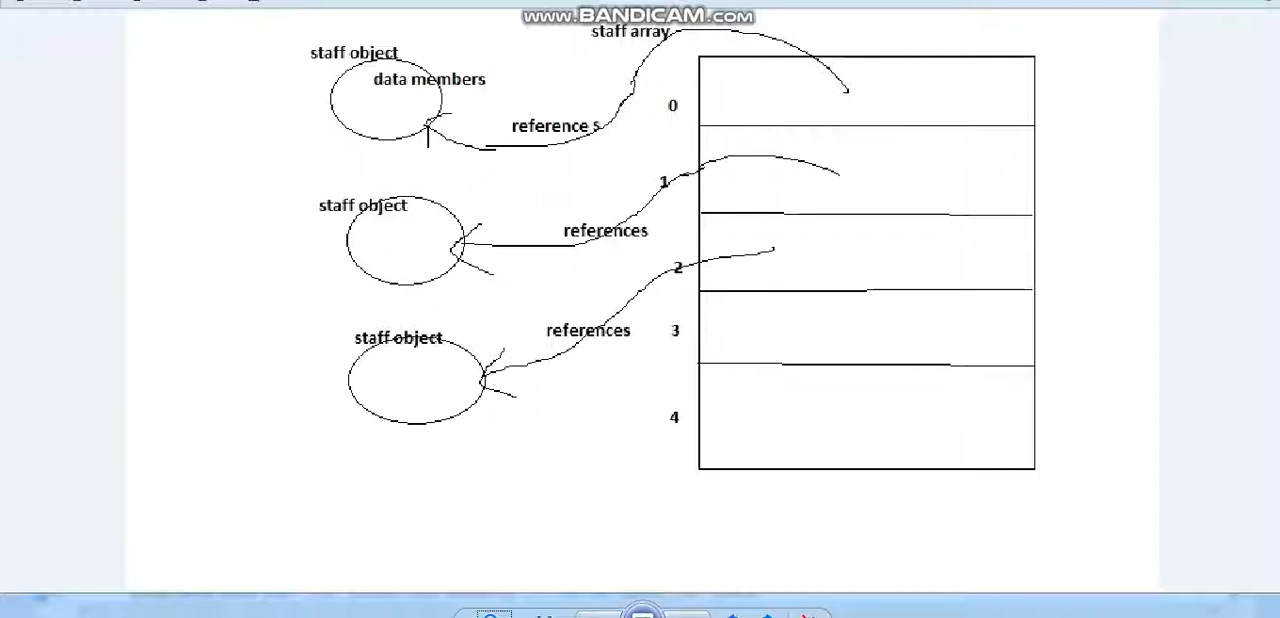 www.BANDICAM.com
staff array
staff object
data members
0
reference s
1
staff object
references
2
references
3
staff object
4